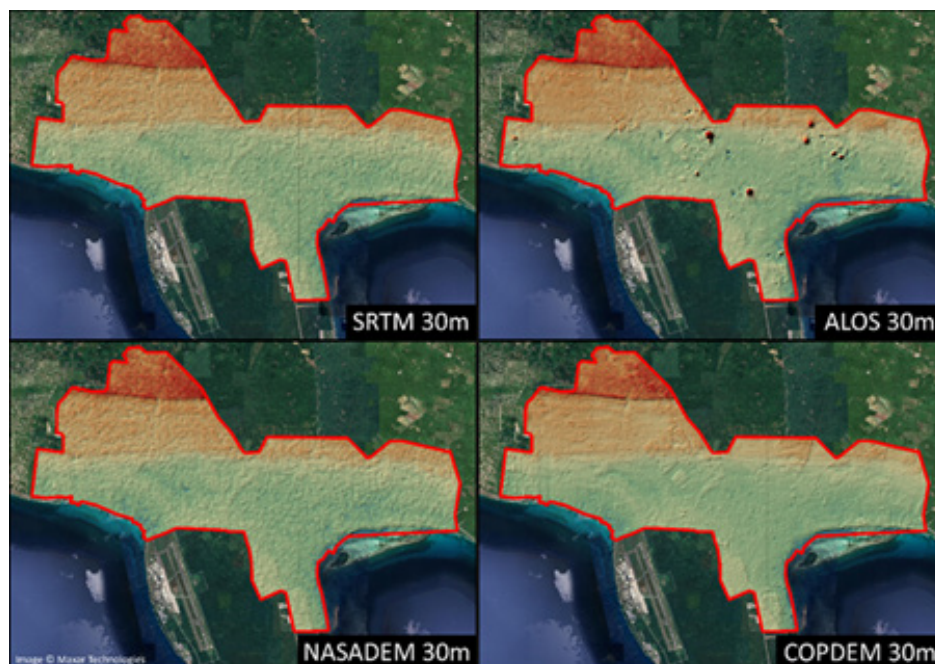 SRTM 30m
ALOS 30m
NASADEM 30m
COPDEM 30m
Image © Maxar Technologies